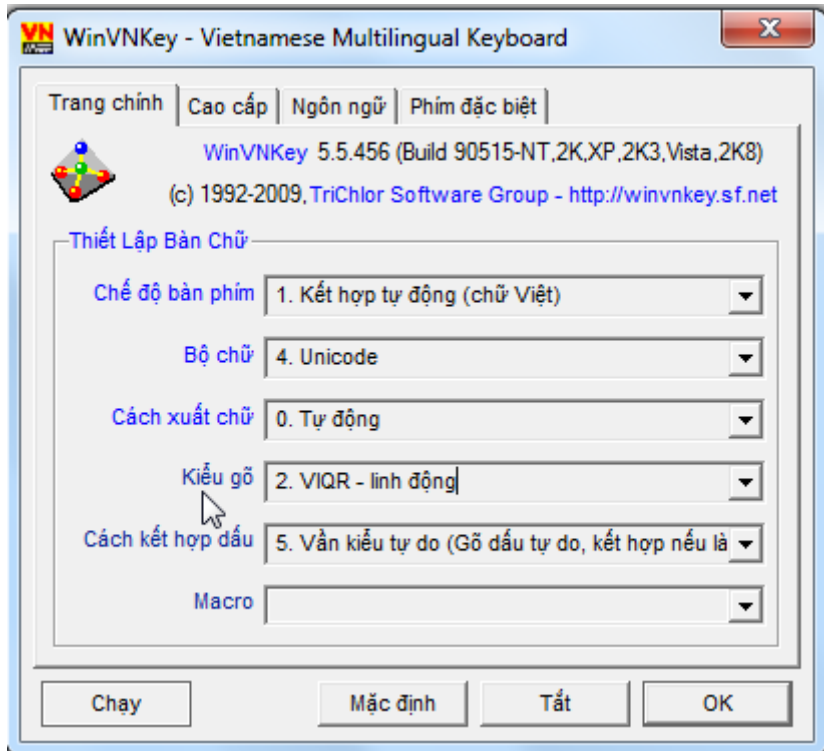 VN
WinVNKey - Vietnamese Multilingual Keyboard
Trang chính Cao cấp Ngôn ngữ Phím đặc biệt
WinVNKey 5.5.456 (Build 90515-NT,2K,XP,2K3,Vista,2K8)
(c) 1992-2009, TriChlor Software Group - http://winvnkey.sf.net
Thiết Lập Bàn Chữ
Chế độ bàn phím 1. Kết hợp tự động (chữ Việt)
Bộ chữ 4. Unicode
Cách xuất chữ 0. Tự động
Kiểu gõ 2. VIQR - linh động
Cách kết hợp dấu 5. Vần kiểu tự do (Gõ dấu tự do, kết hợp nếu là
Macro
Chạy Mặc định Tắt OK